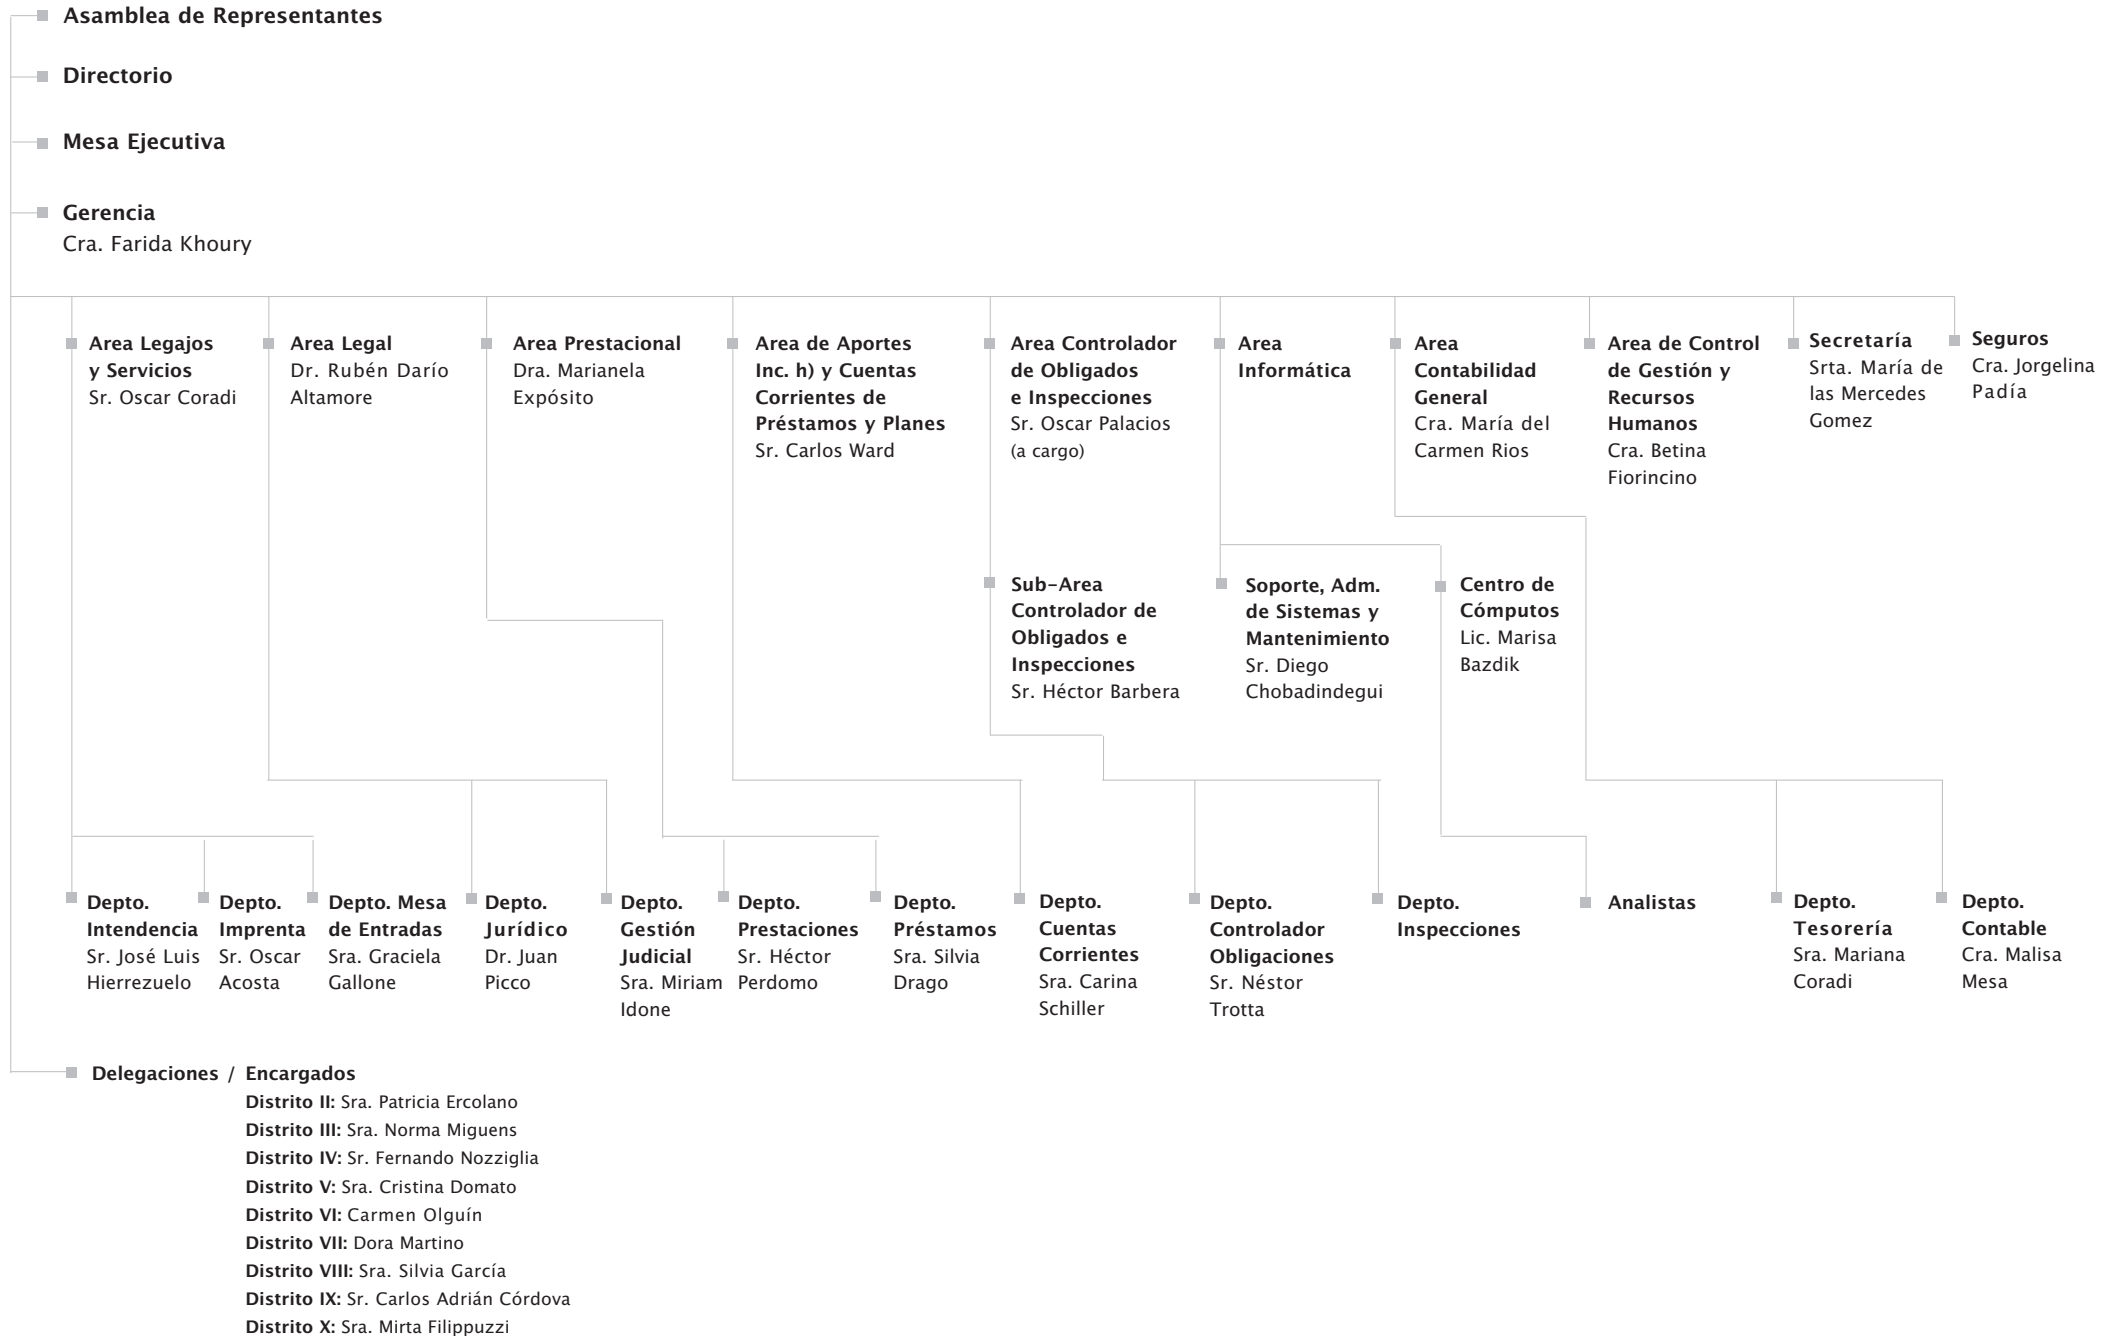 Asamblea de Representantes
Directorio
Mesa Ejecutiva
Gerencia
Cra. Farida Khoury
Area Legajos
y Servicios
Sr. Oscar Coradi
Area Legal
Dr. Rubén Darío
Altamore
Area Prestacional
Dra. Marianela
Expósito
Area de Aportes
Inc. h) y Cuentas
Corrientes de
Préstamos y Planes
Sr. Carlos Ward
Area Controlador
de Obligados
e Inspecciones
Sr. Oscar Palacios
(a cargo)
Area
Informática
Area
Contabilidad
General
Cra. María del
Carmen Rios
Area de Control
de Gestión y
Recursos
Humanos
Cra. Betina
Fiorincino
Secretaría
Srta. María de
las Mercedes
Gomez
Seguros
Cra. Jorgelina
Padía
Sub-Area
Controlador de
Obligados e
Inspecciones
Sr. Héctor Barbera
Soporte, Adm.
de Sistemas y
Mantenimiento
Sr. Diego
Chobadindegui
Centro de
Cómputos
Lic. Marisa
Bazdik
Depto.
Intendencia
Sr. José Luis
Hierrezuelo
Depto.
Imprenta
Sr. Oscar
Acosta
Depto. Mesa
de Entradas
Sra. Graciela
Gallone
Depto.
Jurídico
Dr. Juan
Picco
Depto.
Gestión
Judicial
Sra. Miriam
Idone
Depto.
Prestaciones
Sr. Héctor
Perdomo
Depto.
Préstamos
Sra. Silvia
Drago
Depto.
Cuentas
Corrientes
Sra. Carina
Schiller
Depto.
Controlador
Obligaciones
Sr. Néstor
Trotta
Depto.
Inspecciones
Analistas
Depto.
Tesorería
Sra. Mariana
Coradi
Depto.
Contable
Cra. Malisa
Mesa
Delegaciones / Encargados
Distrito II: Sra. Patricia Ercolano
Distrito III: Sra. Norma Miguens
Distrito IV: Sr. Fernando Nozziglia
Distrito V: Sra. Cristina Domato
Distrito VI: Carmen Olguín
Distrito VII: Dora Martino
Distrito VIII: Sra. Silvia García
Distrito IX: Sr. Carlos Adrián Córdova
Distrito X: Sra. Mirta Filippuzzi